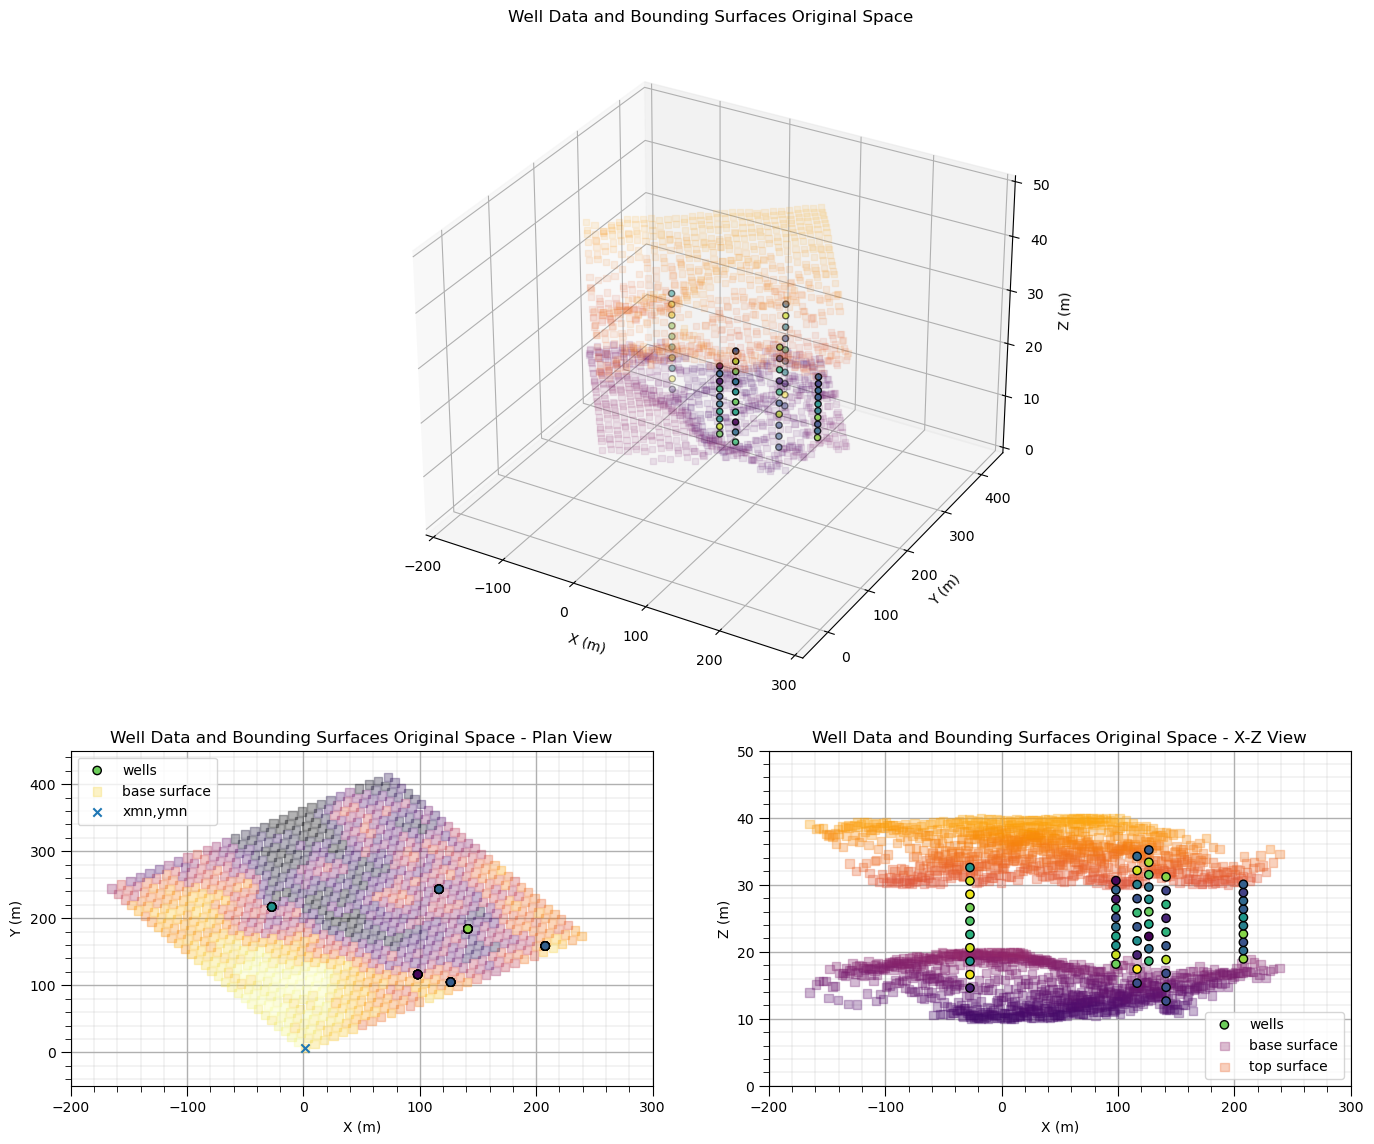 Well Data and Bounding Surfaces Original Space
50
40
30
20
10
0
Z (m)
400
300
200
100
0
Y (m)
−200
−100
0
100
200
300
X (m)
Well Data and Bounding Surfaces Original Space - Plan View
wells
base surface
xmn,ymn
400
300
200
100
0
Y (m)
−200
−100
0
100
200
300
X (m)
Well Data and Bounding Surfaces Original Space - X-Z View
50
40
30
20
10
0
Z (m)
wells
base surface
top surface
−200
−100
0
100
200
300
X (m)